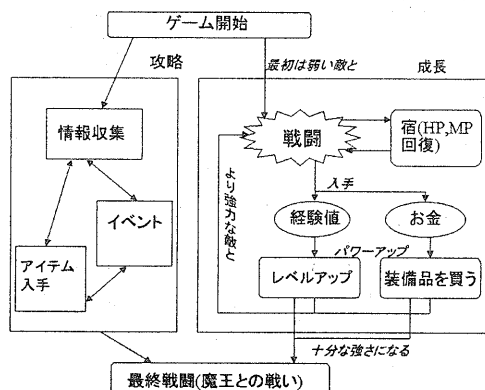 ゲーム開始
攻略
最初は弱い敵と
成長
情報収集
戦闘
宿(HP,MP
回復)
より強力な敵と
入手
イベント
経験値
お金
アイテム
入手
パワーアップ
レベルアップ
装備品を買う
十分な強さになる
最終戦闘(魔王との戦い)